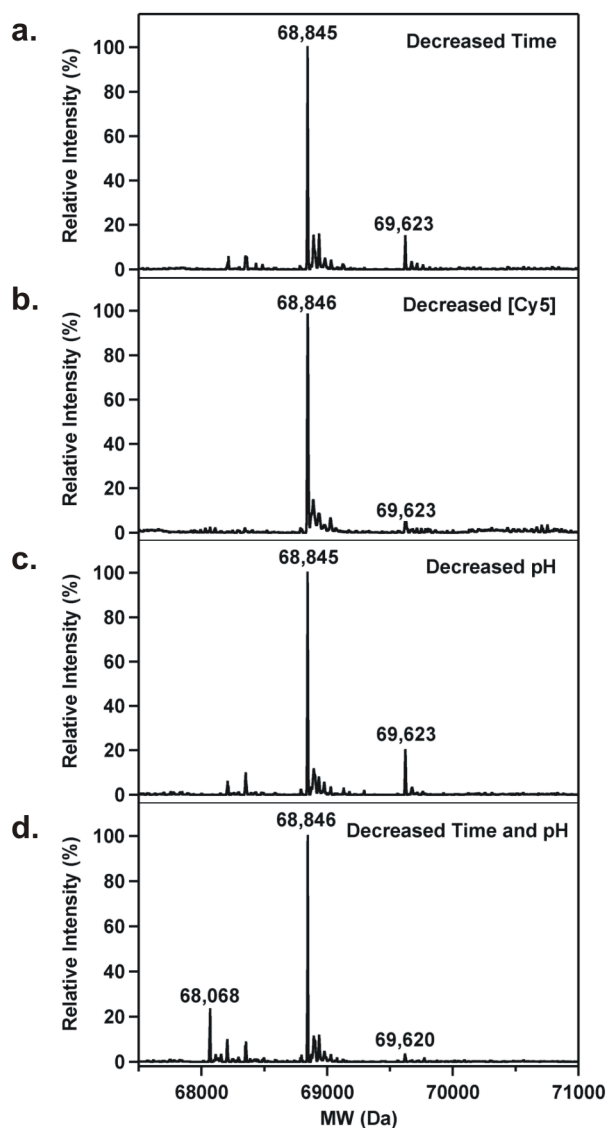 a.
Decreased Time
68,845
69,623
Relative Intensity (%)
100
80
60
40
20
0
b.
Decreased [Cy5]
68,846
69,623
Relative Intensity (%)
100
80
60
40
20
0
c.
Decreased pH
68,845
69,623
Relative Intensity (%)
100
80
60
40
20
0
d.
Decreased Time and pH
68,846
68,068
69,620
Relative Intensity (%)
100
80
60
40
20
0
68000 69000 70000 71000
MW (Da)